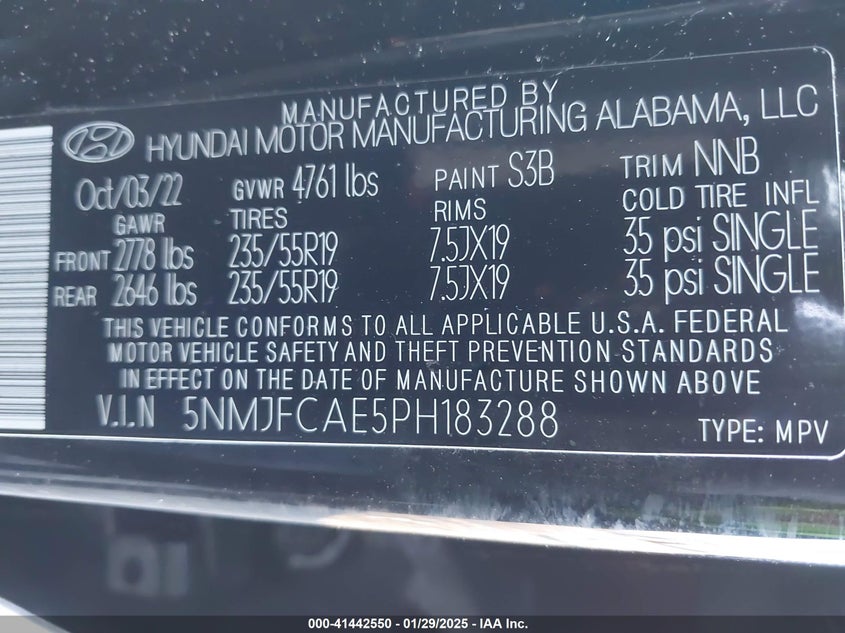 MANUFACTURED BY
HYUNDAI MOTOR MANUFACTURING ALABAMA, LLC
Oct/03/22 GVWR 4761 lbs PAINT S3B TRIM NNB
GAWR TIRES RIMS COLD TIRE INFL
FRONT 2778 lbs 235/55R19 7.5JX19 35 psi SINGLE
REAR 2646 lbs 235/55R19 7.5JX19 35 psi SINGLE
THIS VEHICLE CONFORMS TO ALL APPLICABLE U.S.A. FEDERAL
MOTOR VEHICLE SAFETY AND THEFT PREVENTION STANDARDS
IN EFFECT ON THE DATE OF MANUFACTURE SHOWN ABOVE
V.I.N 5NMJFCAE5PH183288 TYPE: MPV
000-41442550 - 01/29/2025 - IAA Inc.